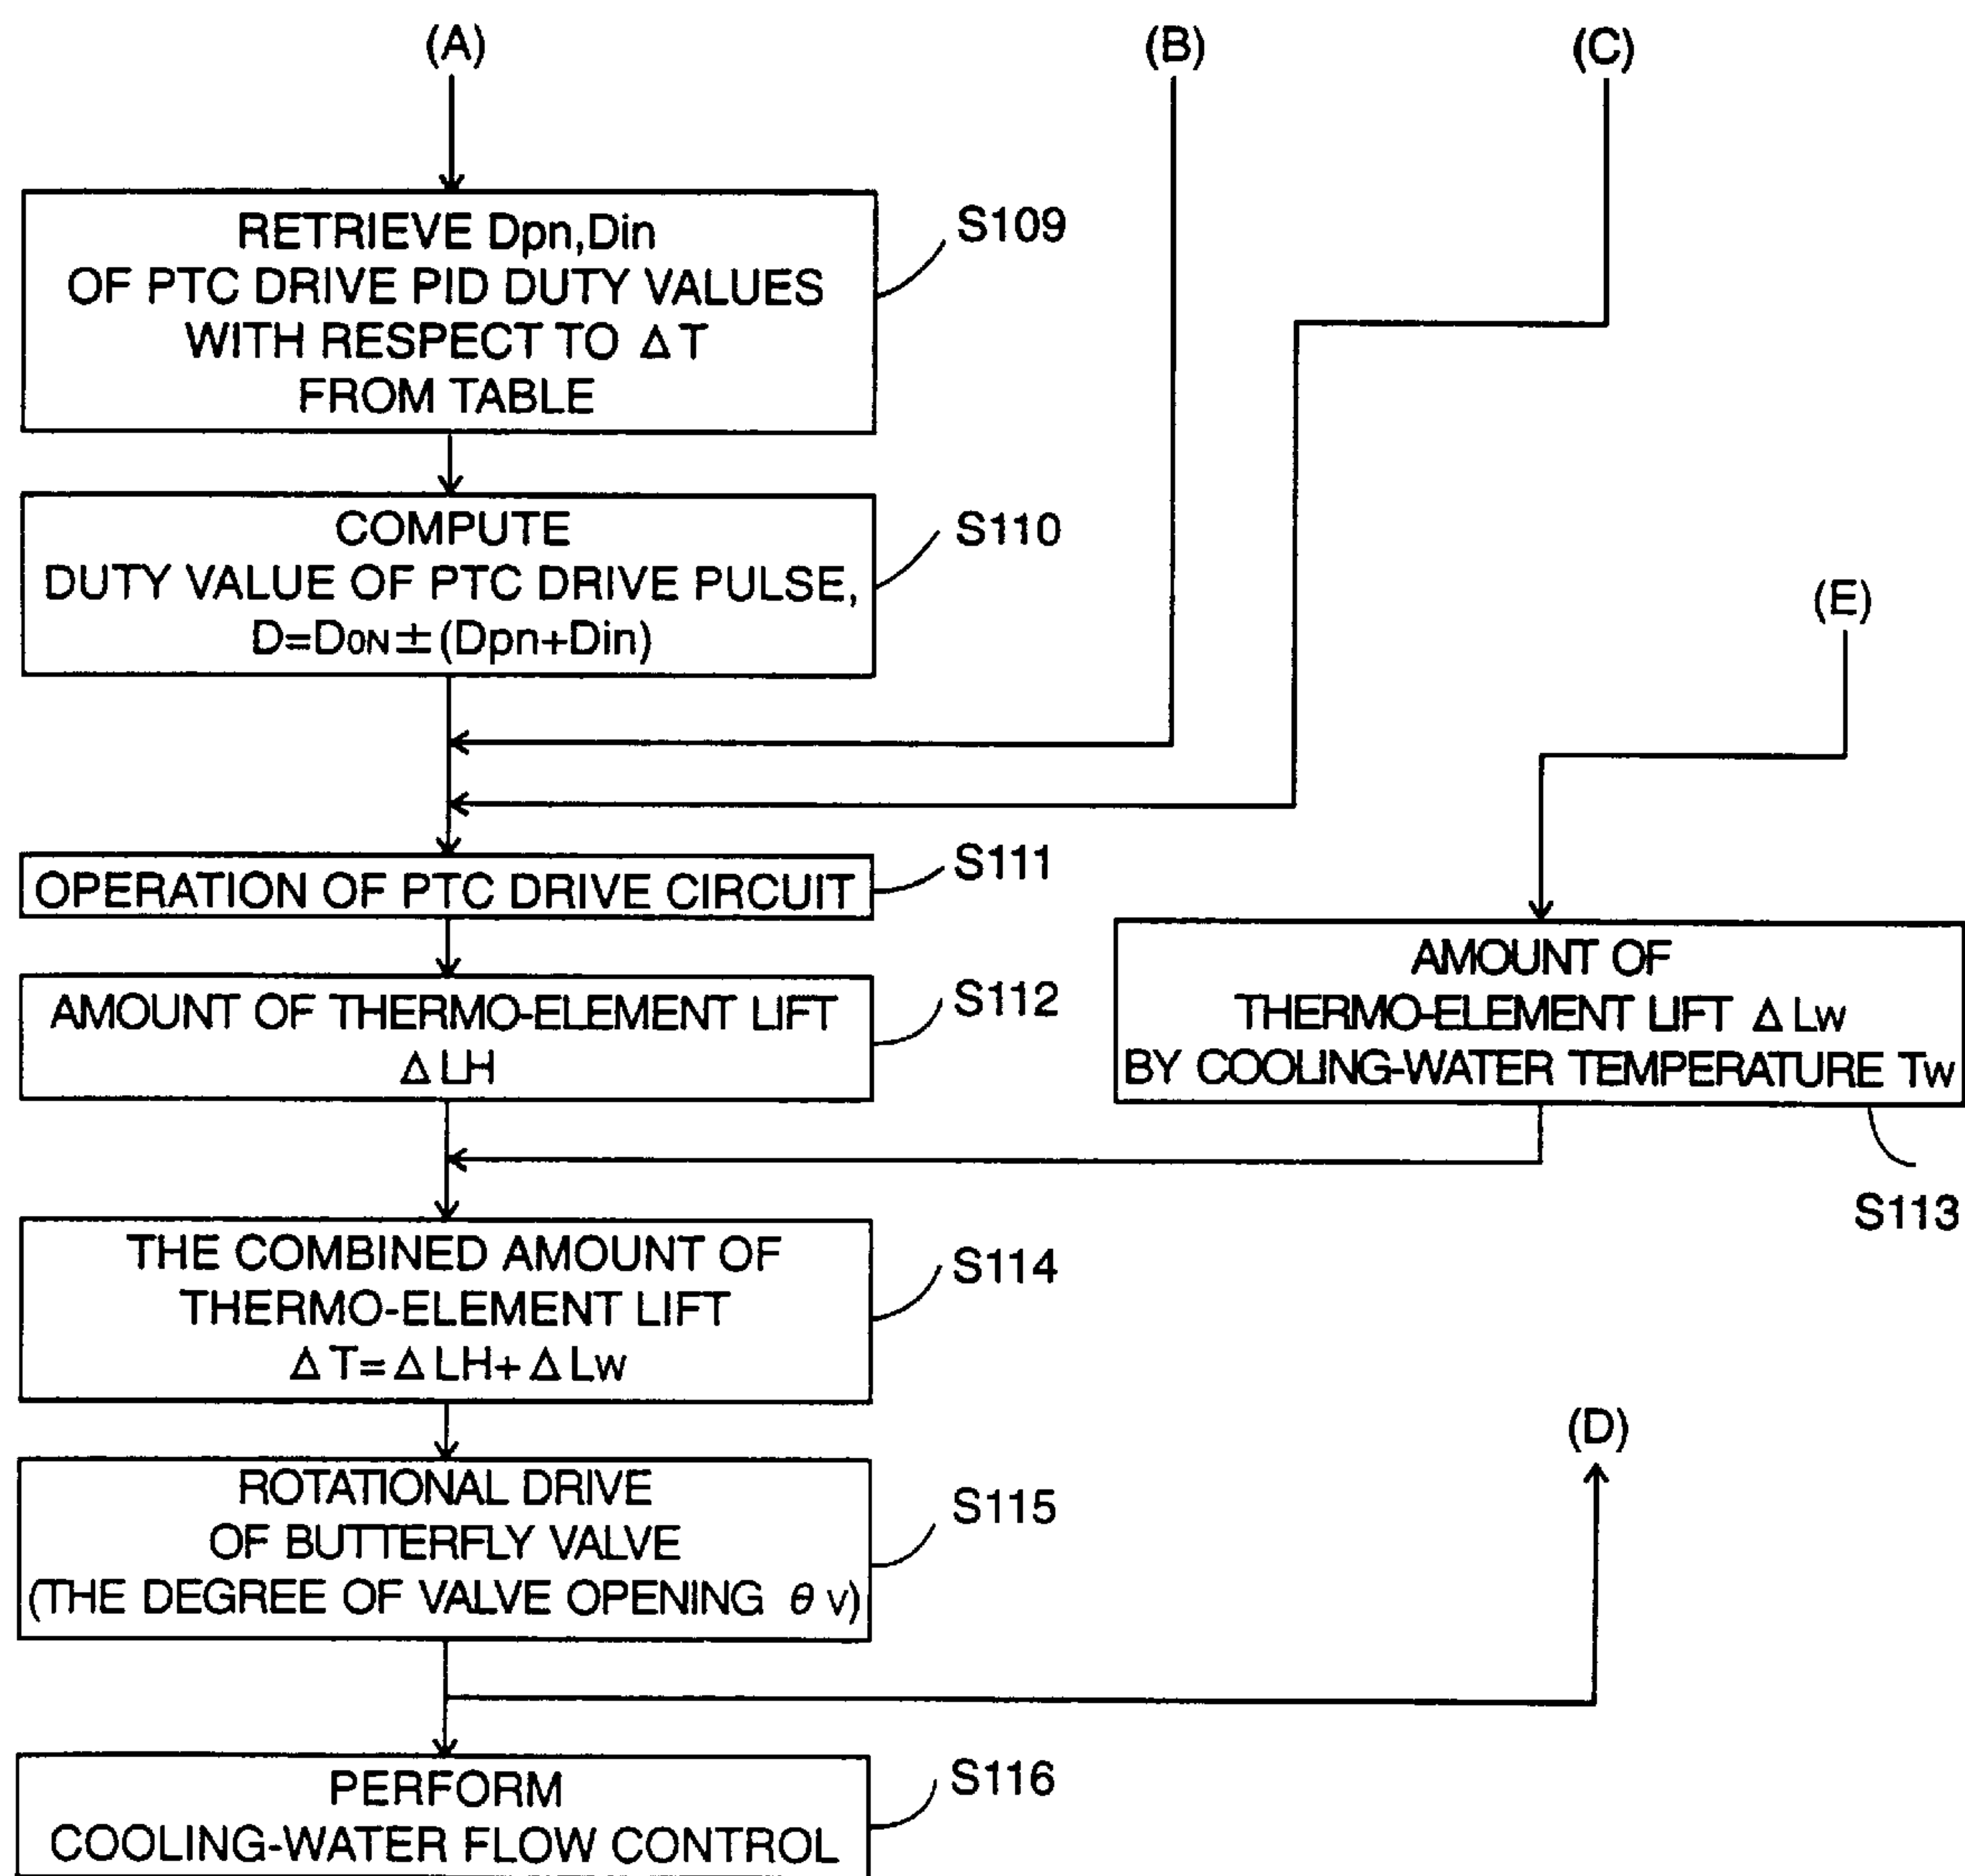 (A)
(B)
(C)
RETRIEVE Dpn,Din
OF PTC DRIVE PID DUTY VALUES
WITH RESPECT TO ΔT
FROM TABLE
S109
COMPUTE
DUTY VALUE OF PTC DRIVE PULSE,
D=DON±(Dpn+Din)
S110
(E)
OPERATION OF PTC DRIVE CIRCUIT
S111
AMOUNT OF THERMO-ELEMENT LIFT
ΔLH
S112
AMOUNT OF
THERMO-ELEMENT LIFT ΔLw
BY COOLING-WATER TEMPERATURE Tw
S113
THE COMBINED AMOUNT OF
THERMO-ELEMENT LIFT
ΔT=ΔLH+ΔLw
S114
(D)
ROTATIONAL DRIVE
OF BUTTERFLY VALVE
(THE DEGREE OF VALVE OPENING θv)
S115
PERFORM
COOLING-WATER FLOW CONTROL
S116